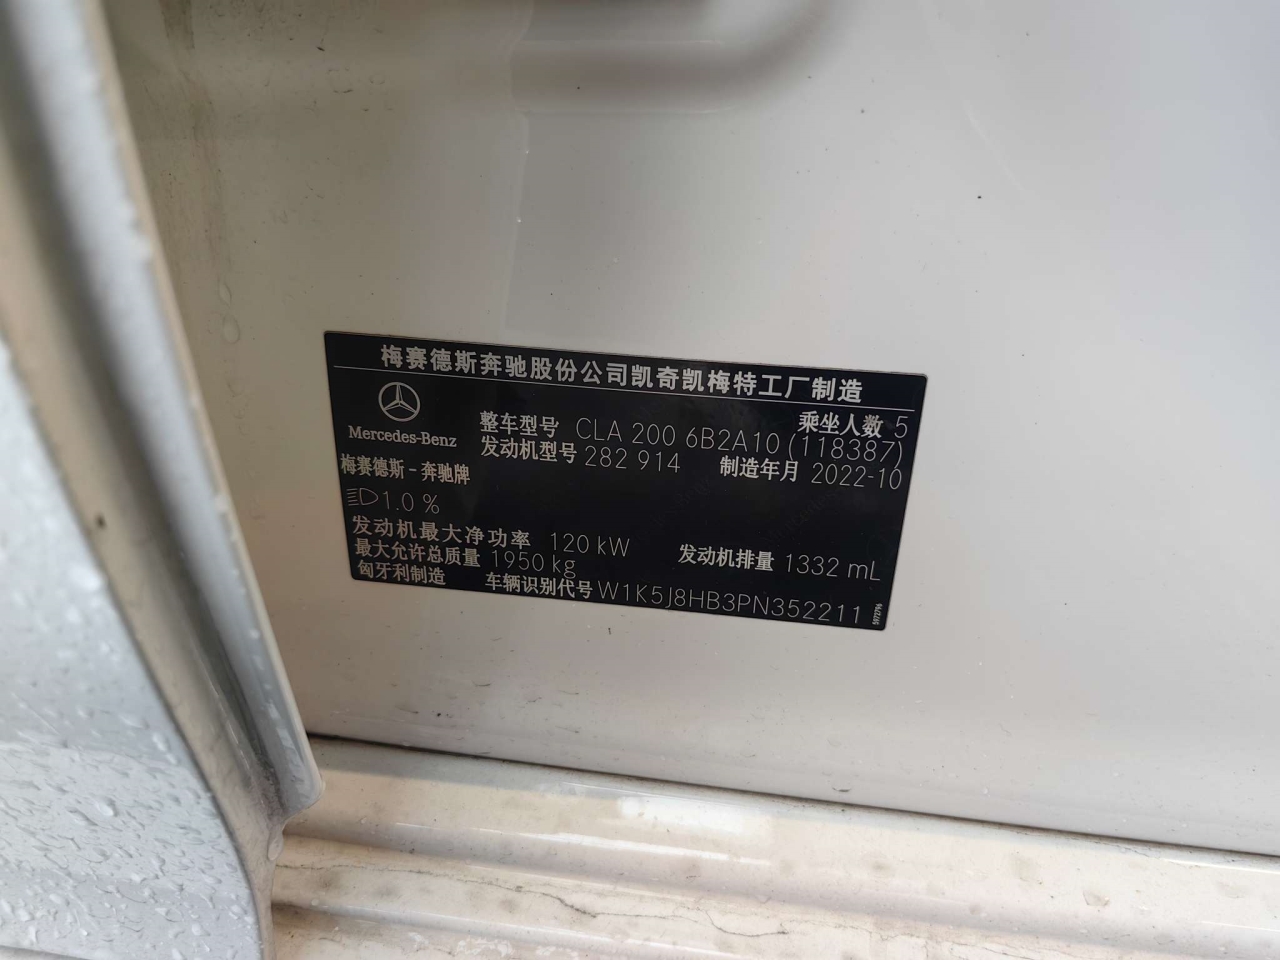 梅赛德斯奔驰股份公司凯奇凯梅特工厂制造
乘坐人数 5
Mercedes-Benz
整车型号 CLA 200 6B2A10 (118387)
梅赛德斯-奔驰牌
发动机型号 282 914 制造年月 2022-10
1.0 %
发动机最大净功率 120 kW
最大允许总质量 1950 kg 发动机排量 1332 mL
匈牙利制造 车辆识别代号 W1K5J8HB3PN352211
5972796